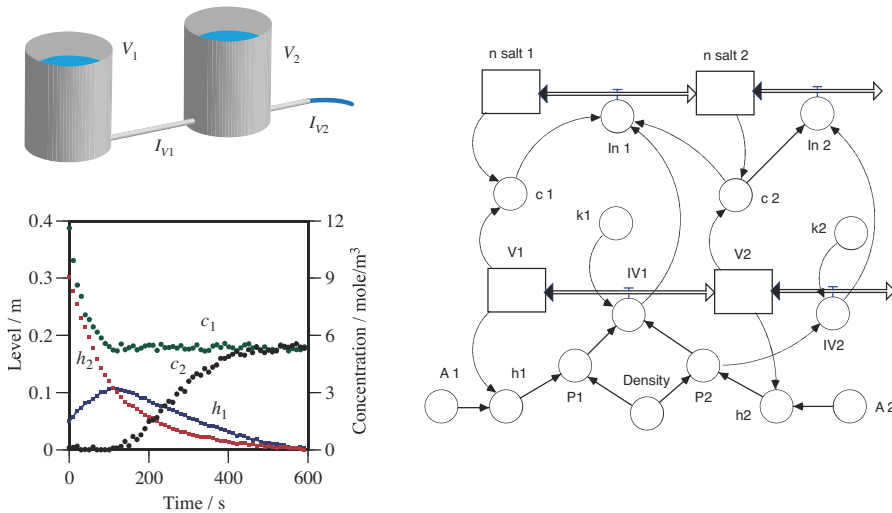 V1
V2
IV1
IV2
0.4
0.3
0.2
0.1
0
12
9
6
3
0
0
200
400
600
Level / m
Time / s
Concentration / mole/m³
c1
c2
h2
h1
n salt 1
n salt 2
In 1
In 2
c 1
c 2
k1
k2
V1
V2
IV1
IV2
A 1
h1
P1
Density
P2
h2
A 2